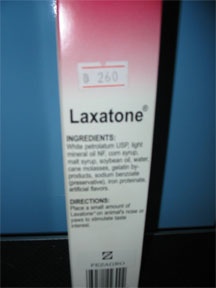 ฿ 260
Laxatone®
INGREDIENTS:
White petrolatum USP, light
mineral oil NF, corn syrup,
malt syrup, soybean oil, water,
cane molasses, gelatin by-
products, sodium benzoate
(preservative), iron proteinate,
artificial flavors.
DIRECTIONS:
Place a small amount of
Laxatone® on animal's nose or
paws to stimulate taste
interest.